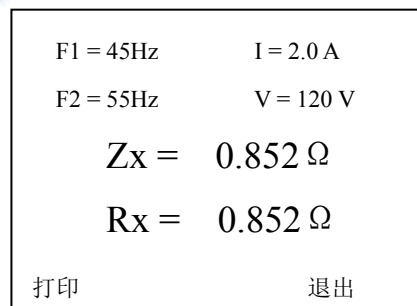 F1 = 45Hz I = 2.0 A
F2 = 55Hz V = 120 V
Zx = 0.852 Ω
Rx = 0.852 Ω
打印 退出